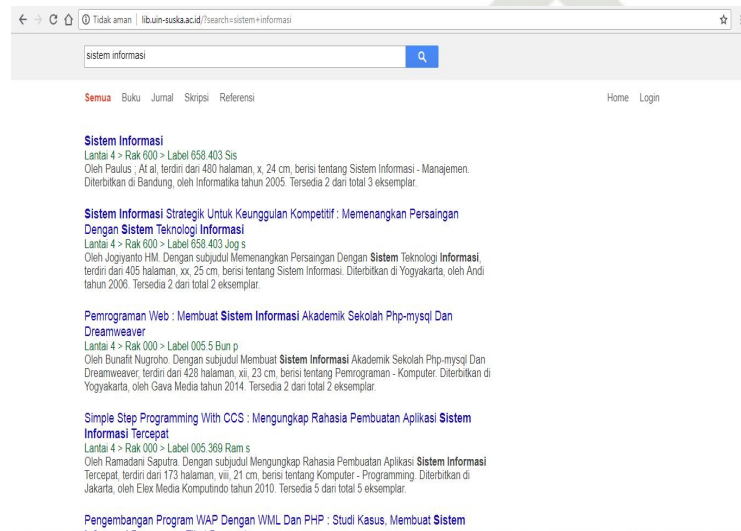 Tidak aman | lib.uin-suska.ac.id/?search=sistem+informasi
sistem informasi
Semua Buku Jurnal Skripsi Referensi Home Login
Sistem Informasi
Lantai 4 > Rak 600 > Label 658.403 Sis
Oleh Paulus ; At al, terdiri dari 480 halaman, x, 24 cm, berisi tentang Sistem Informasi - Manajemen.
Diterbitkan di Bandung, oleh Informatika tahun 2005. Tersedia 2 dari total 3 eksemplar.
Sistem Informasi Strategik Untuk Keunggulan Kompetitif : Memenangkan Persaingan
Dengan Sistem Teknologi Informasi
Lantai 4 > Rak 600 > Label 658.403 Jog s
Oleh Jogiyanto HM. Dengan subjudul Memenangkan Persaingan Dengan Sistem Teknologi Informasi,
terdiri dari 405 halaman, xx, 25 cm, berisi tentang Sistem Informasi. Diterbitkan di Yogyakarta, oleh Andi
tahun 2006. Tersedia 2 dari total 2 eksemplar.
Pemrograman Web : Membuat Sistem Informasi Akademik Sekolah Php-mysql Dan
Dreamweaver
Lantai 4 > Rak 000 > Label 005.5 Bun p
Oleh Bunafit Nugroho. Dengan subjudul Membuat Sistem Informasi Akademik Sekolah Php-mysql Dan
Dreamweaver, terdiri dari 428 halaman, xii, 23 cm, berisi tentang Pemrograman - Komputer. Diterbitkan di
Yogyakarta, oleh Gava Media tahun 2014. Tersedia 2 dari total 2 eksemplar.
Simple Step Programming With CCS : Mengungkap Rahasia Pembuatan Aplikasi Sistem
Informasi Tercepat
Lantai 4 > Rak 000 > Label 005.369 Ram s
Oleh Ramadani Saputra. Dengan subjudul Mengungkap Rahasia Pembuatan Aplikasi Sistem Informasi
Tercepat, terdiri dari 173 halaman, viii, 21 cm, berisi tentang Komputer - Programming. Diterbitkan di
Jakarta, oleh Elex Media Komputindo tahun 2010. Tersedia 5 dari total 5 eksemplar.
Pengembangan Program WAP Dengan WML Dan PHP : Studi Kasus, Membuat Sistem